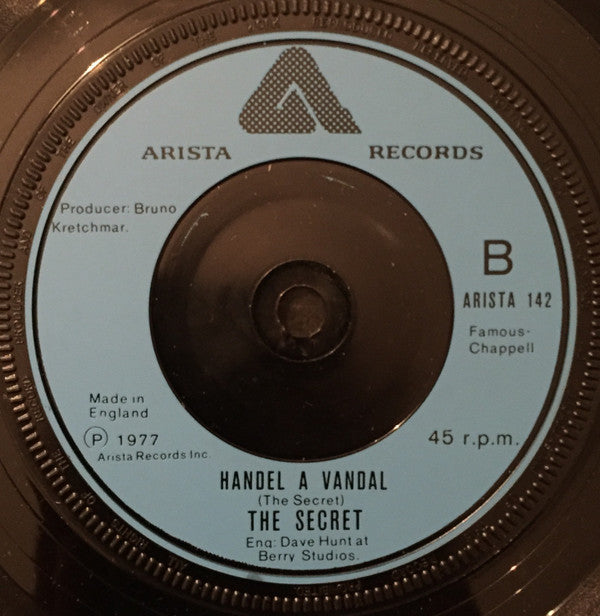 ARISTA RECORDS
Producer: Bruno
Kretchmar.
B
ARISTA 142
Famous-
Chappell
Made in
England
℗ 1977
Arista Records Inc.
45 r.p.m.
HANDEL A VANDAL
(The Secret)
THE SECRET
Eng: Dave Hunt at
Berry Studios.